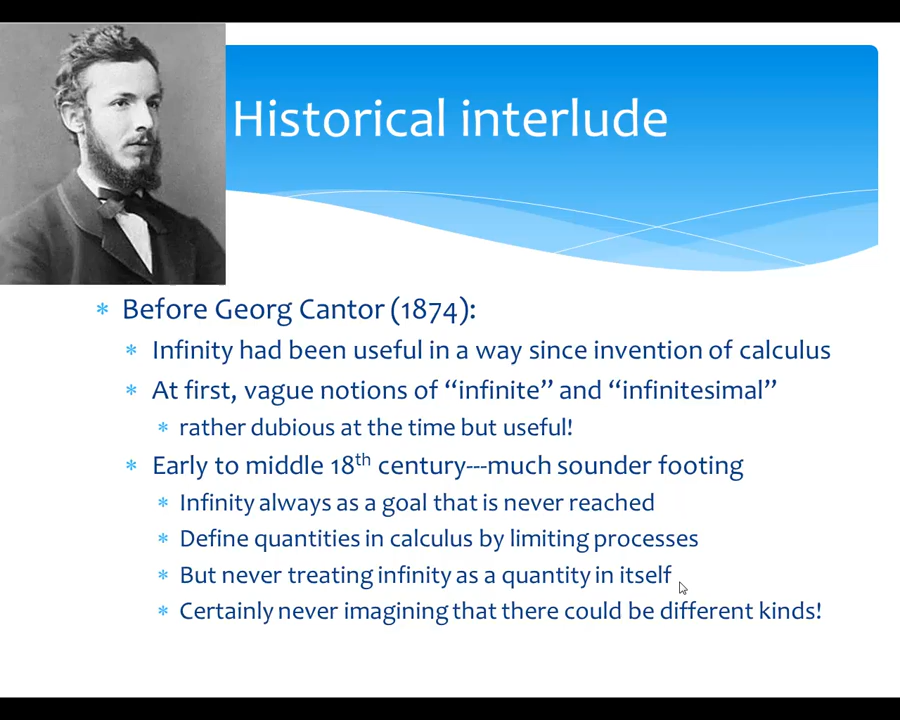 Historical interlude
* Before Georg Cantor (1874):
* Infinity had been useful in a way since invention of calculus
* At first, vague notions of “infinite” and “infinitesimal”
* rather dubious at the time but useful!
* Early to middle 18th century---much sounder footing
* Infinity always as a goal that is never reached
* Define quantities in calculus by limiting processes
* But never treating infinity as a quantity in itself
* Certainly never imagining that there could be different kinds!